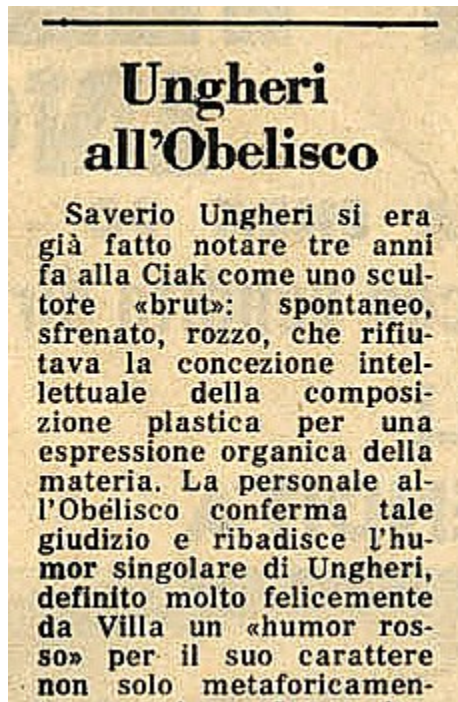 Ungheri
all'Obelisco
Saverio Ungheri si era
già fatto notare tre anni
fa alla Ciak come uno scul-
tore «brut»: spontaneo,
sfrenato, rozzo, che rifiu-
tava la concezione intel-
lettuale della composi-
zione plastica per una
espressione organica della
materia. La personale al-
l'Obelisco conferma tale
giudizio e ribadisce l'hu-
mor singolare di Ungheri,
definito molto felicemente
da Villa un «humor ros-
so» per il suo carattere
non solo metaforicamen-